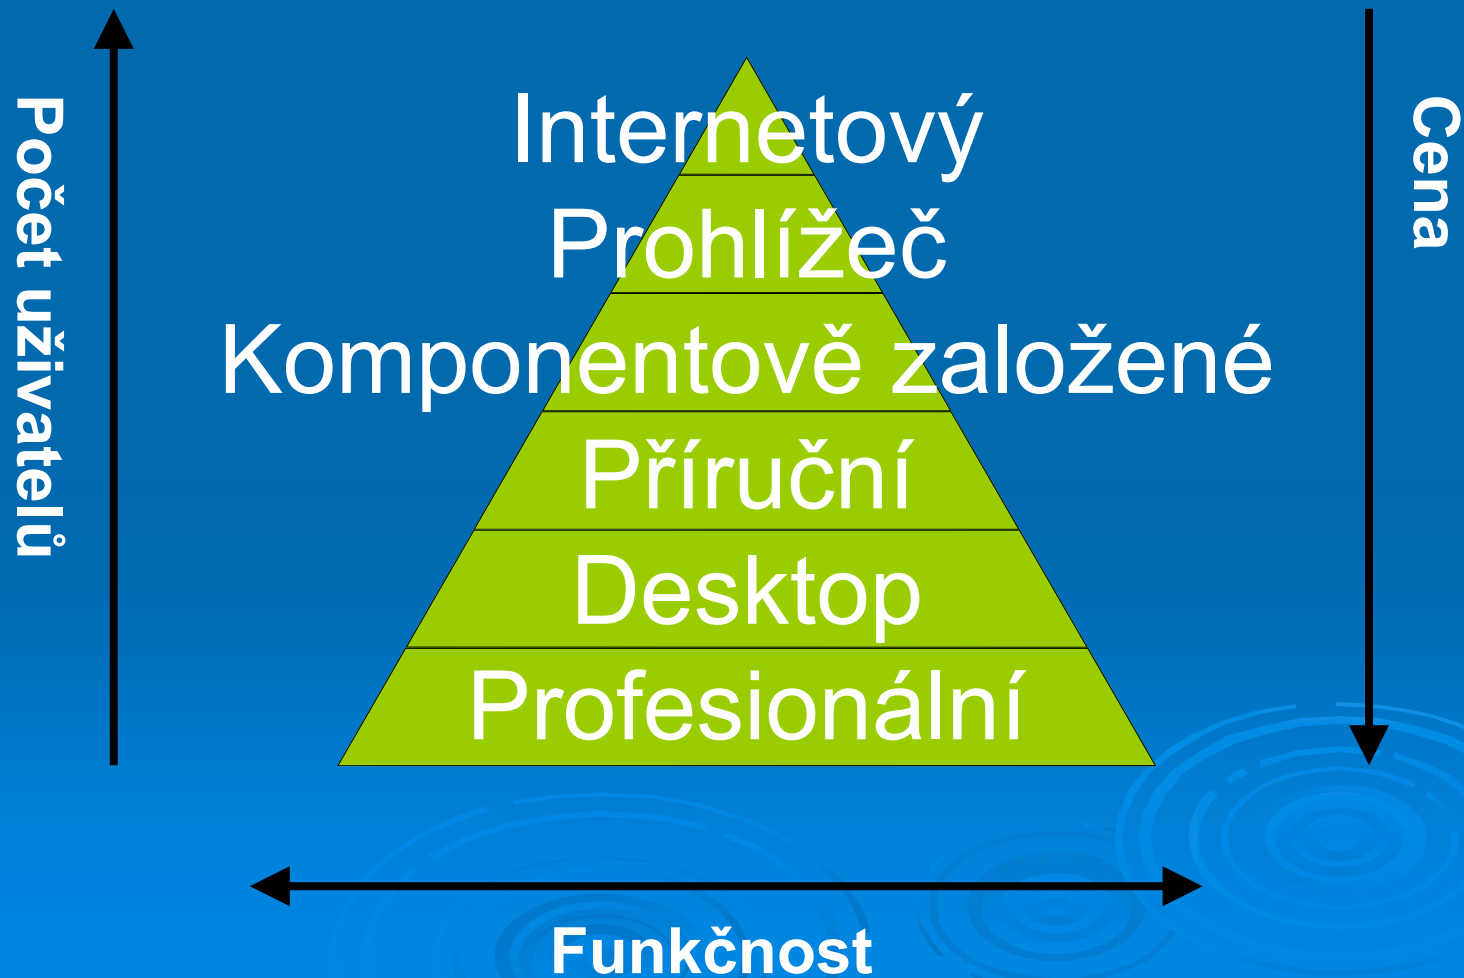 Počet uživatelů
Internetový
Prohlížeč
Komponentově založené
Příruční
Desktop
Profesionální
Cena
Funkčnost